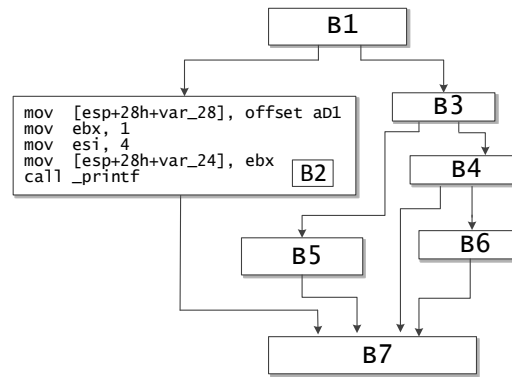 B1
mov [esp+28h+var_28], offset aD1
mov ebx, 1
mov esi, 4
mov [esp+28h+var_24], ebx
call _printf
B2
B3
B4
B5
B6
B7